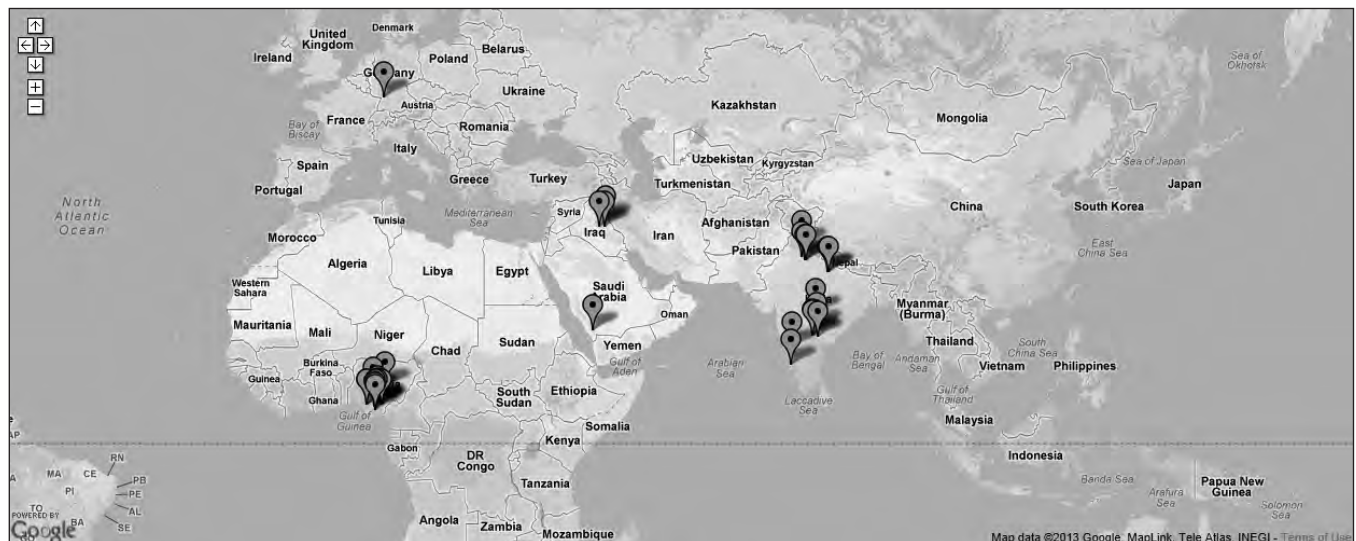 Denmark
United
Kingdom
Ireland
Belarus
Poland
Germany
Ukraine
Austria
France
Bay of
Biscay
Romania
Italy
Spain
Portugal
Greece
Turkey
Kazakhstan
Mongolia
Sea of
Okhotsk
Uzbekistan
Kyrgyzstan
Turkmenistan
Sea of Japan
Japan
North
Atlantic
Ocean
Tunisia
Mediterranean
Sea
Syria
Iraq
Iran
Afghanistan
Pakistan
China
South Korea
East
China Sea
Morocco
Algeria
Libya
Egypt
Western
Sahara
Saudi
Arabia
Oman
Nepal
Myanmar
(Burma)
Mauritania
Mali
Niger
Chad
Sudan
Yemen
Gulf of
Aden
Arabian
Sea
Bay of
Bengal
Andaman
Sea
Thailand
Vietnam
South
China Sea
Philippines
Burkina
Faso
Guinea
Ghana
Gulf of
Guinea
South
Sudan
Ethiopia
Somalia
Laccadive
Sea
Gulf of
Thailand
Malaysia
Gabon
DR
Congo
Kenya
Tanzania
Indonesia
Banda Sea
Arafura
Sea
Papua New
Guinea
Solomon
Sea
RN
MA
CE
PI
PB
PE
TO
AL
BA
SE
Angola
Zambia
Mozambique
POWERED BY
Google
Map data ©2013 Google, MapLink, Tele Atlas, INEGI - Terms of Use